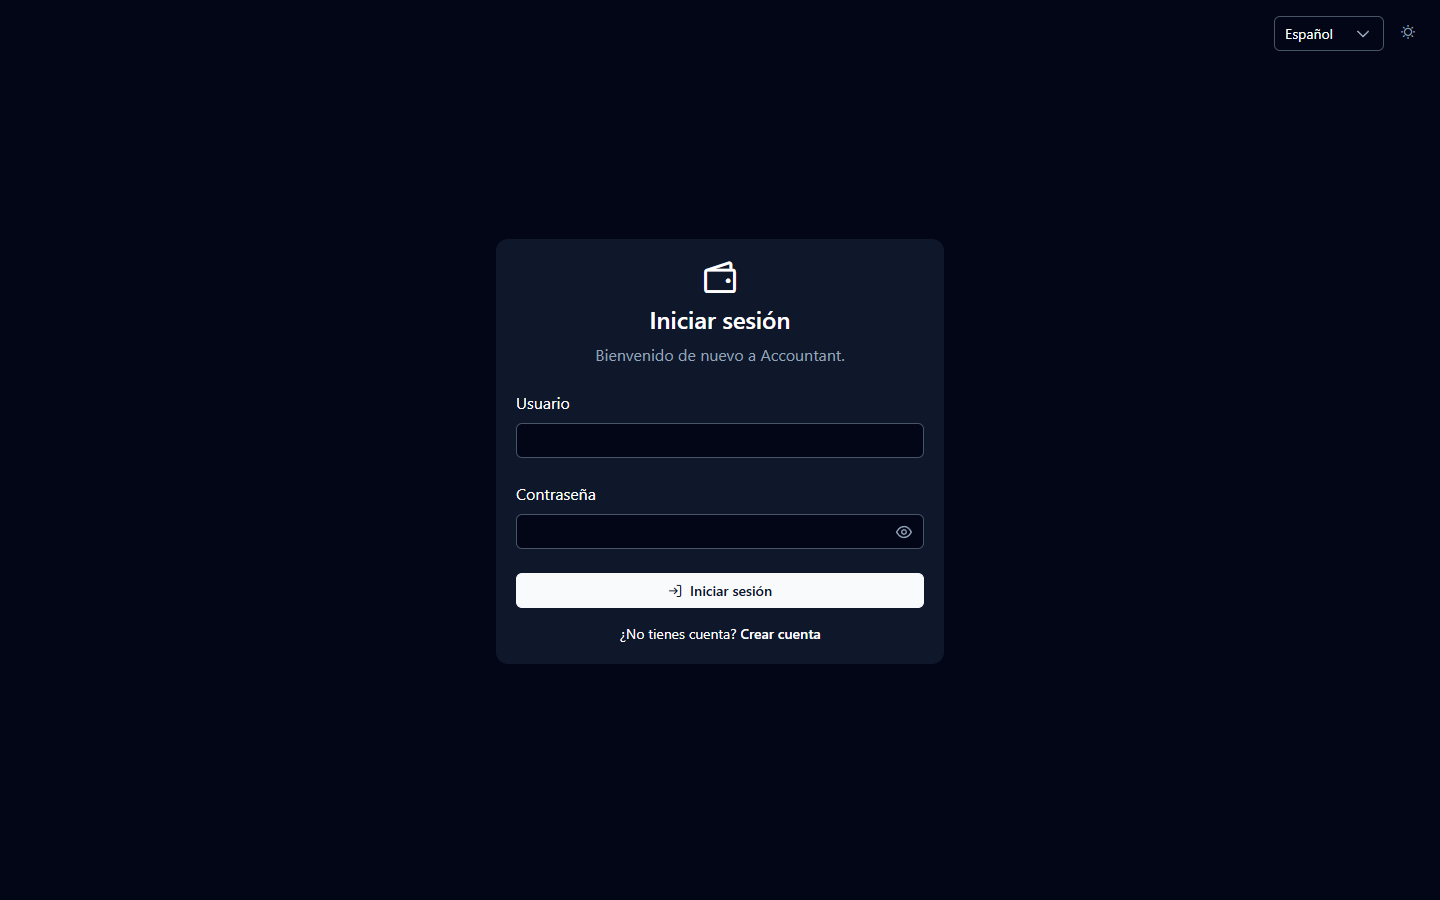 Español
Iniciar sesión
Bienvenido de nuevo a Accountant.
Usuario
Contraseña
Iniciar sesión
¿No tienes cuenta? Crear cuenta